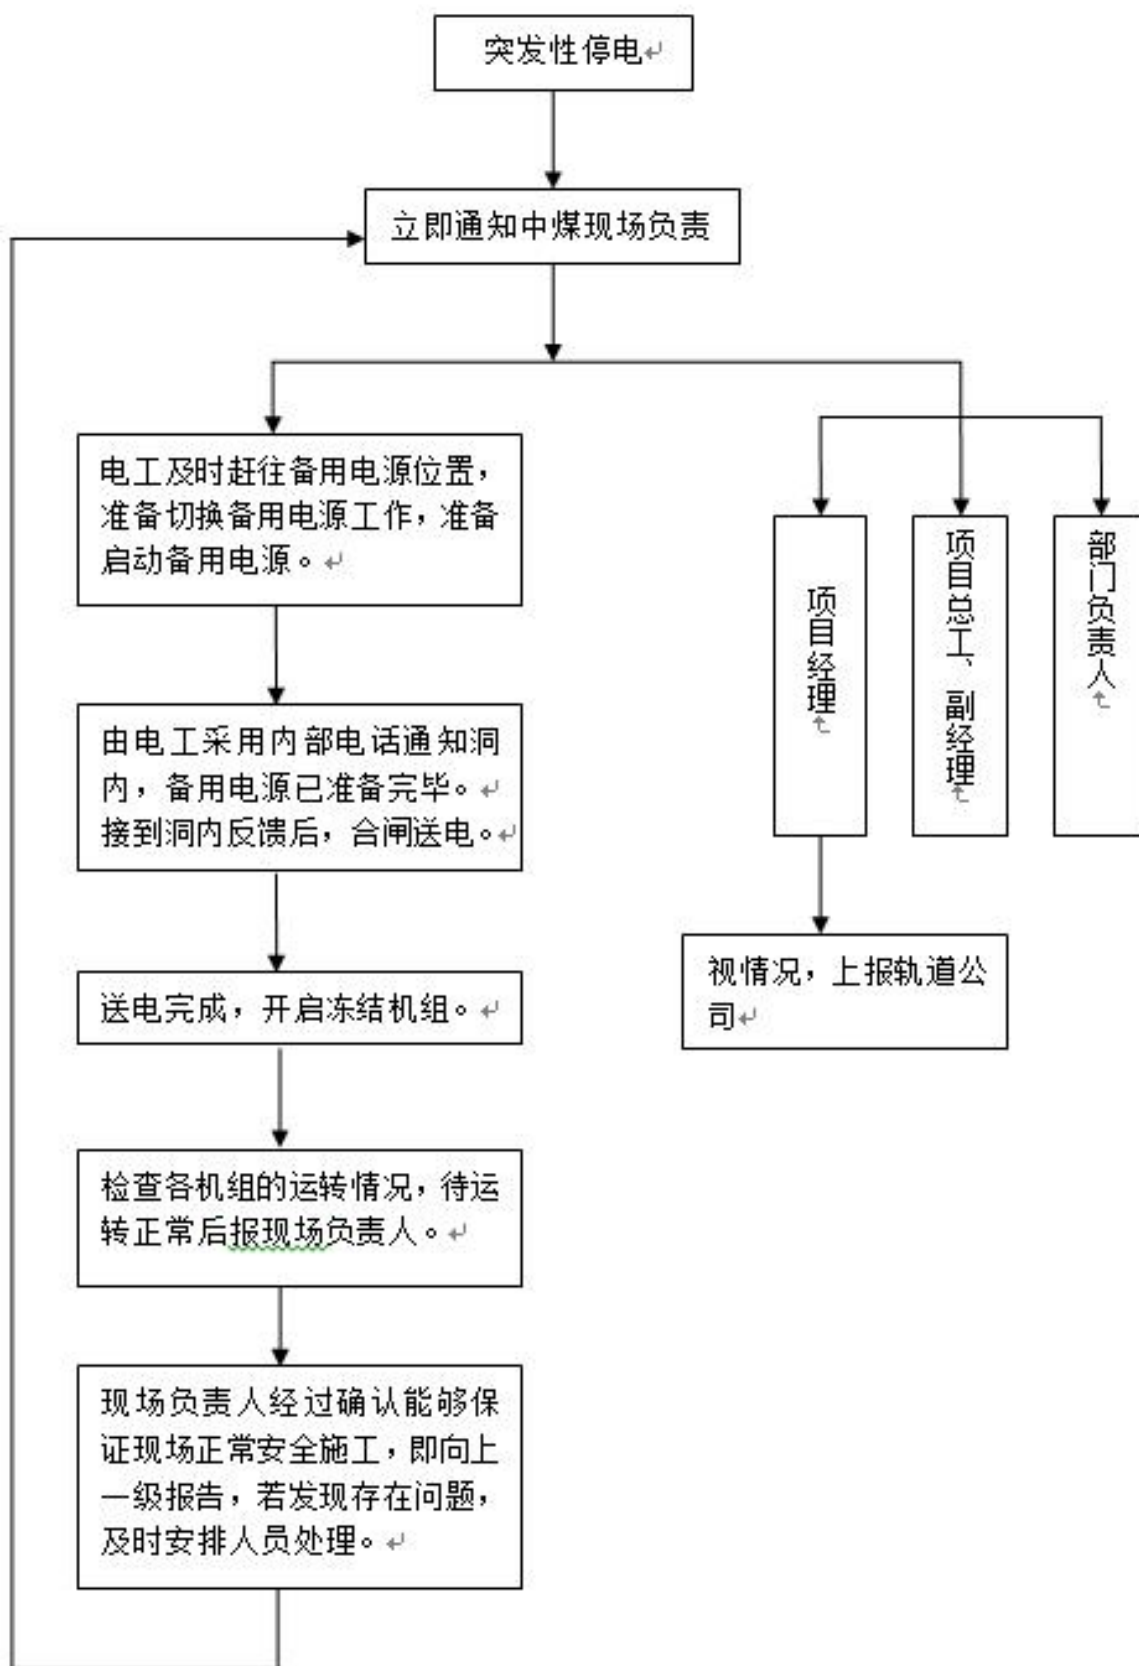 突发性停电
立即通知中煤现场负责
电工及时赶往备用电源位置，
准备切换备用电源工作，准备
启动备用电源。
由电工采用内部电话通知洞
内，备用电源已准备完毕。
接到洞内反馈后，合闸送电。
送电完成，开启冻结机组。
检查各机组的运转情况，待运
转正常后报现场负责人。
现场负责人经过确认能够保
证现场正常安全施工，即向上
一级报告，若发现存在问题，
及时安排人员处理。
项目经理
项目总工、副经理
部门负责人
视情况，上报轨道公
司